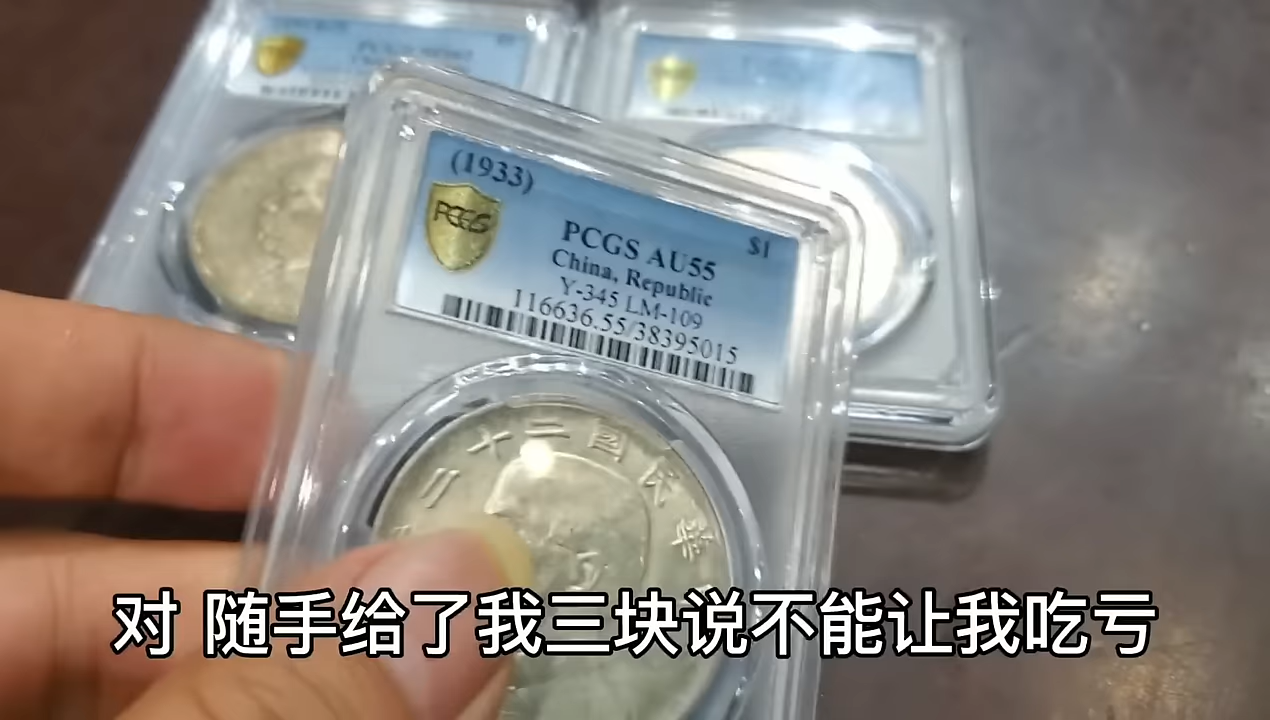 (1933)
$1
PCGS
PCGS AU55
China, Republic
Y-345 LM-109
116636.55/38395015
二十二国民華
对 随手给了我三块说不能让我吃亏